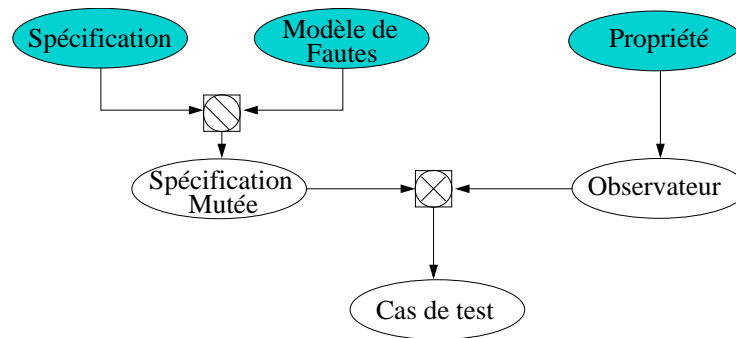 Spécification
Modèle de
Fautes
Propriété
Spécification
Mutée
Observateur
Cas de test